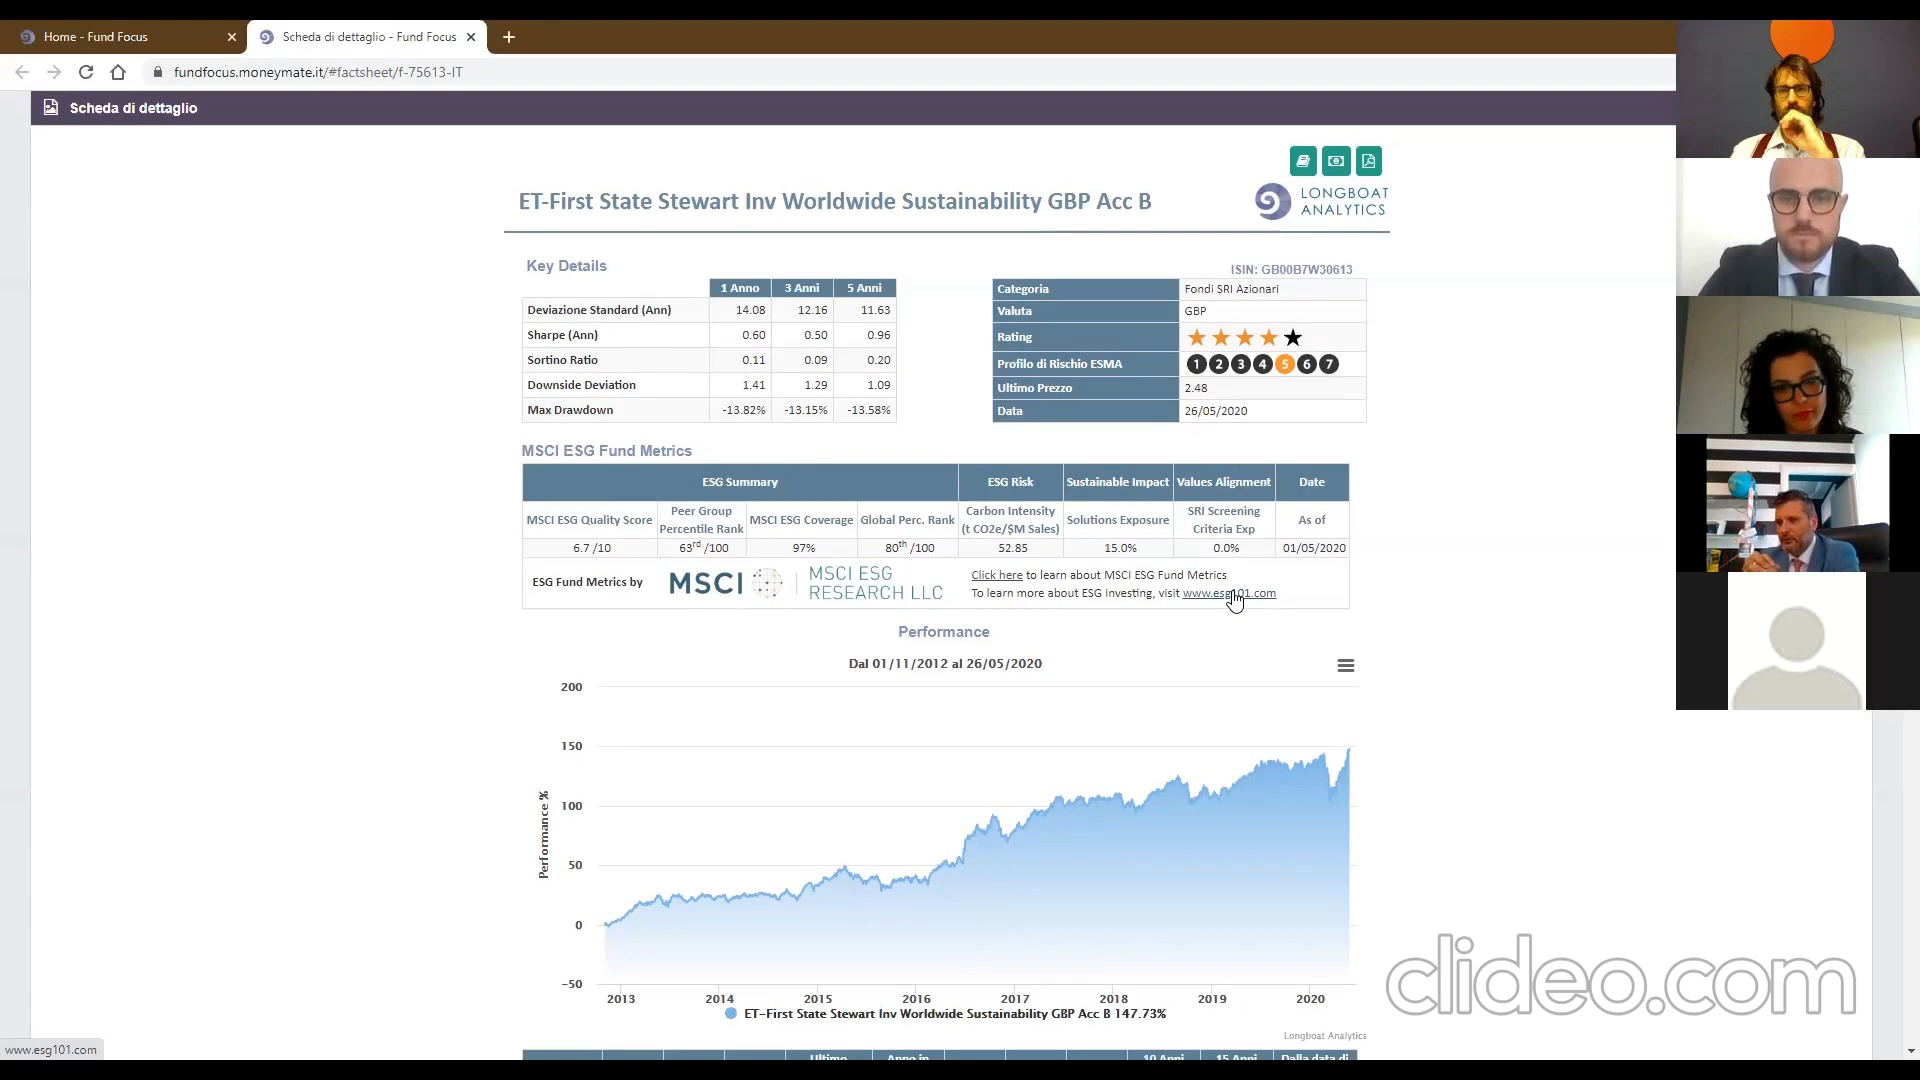 Home - Fund Focus
Scheda di dettaglio - Fund Focus
fundfocus.moneymate.it/#factsheet/f-75613-IT
Scheda di dettaglio
ET-First State Stewart Inv Worldwide Sustainability GBP Acc B
LONGBOAT
ANALYTICS
Key Details
ISIN: GB00B7W30613
1 Anno 3 Anni 5 Anni
Deviazione Standard (Ann) 14.08 12.16 11.63
Sharpe (Ann) 0.60 0.50 0.96
Sortino Ratio 0.11 0.09 0.20
Downside Deviation 1.41 1.29 1.09
Max Drawdown -13.82% -13.15% -13.58%
Categoria Fondi SRI Azionari
Valuta GBP
Rating
Profilo di Rischio ESMA 1 2 3 4 5 6 7
Ultimo Prezzo 2.48
Data 26/05/2020
MSCI ESG Fund Metrics
ESG Summary ESG Risk Sustainable Impact Values Alignment Date
MSCI ESG Quality Score Peer Group Percentile Rank MSCI ESG Coverage Global Perc. Rank Carbon Intensity (t CO2e/$M Sales) Solutions Exposure SRI Screening Criteria Exp As of
6.7 /10 63rd /100 97% 80th /100 52.85 15.0% 0.0% 01/05/2020
ESG Fund Metrics by MSCI MSCI ESG RESEARCH LLC
Click here to learn about MSCI ESG Fund Metrics
To learn more about ESG Investing, visit www.esg101.com
Performance
Dal 01/11/2012 al 26/05/2020
200
150
100
50
0
-50
Performance %
2013 2014 2015 2016 2017 2018 2019 2020
ET-First State Stewart Inv Worldwide Sustainability GBP Acc B 147.73%
Longboat Analytics
clideo.com
www.esg101.com
Ultimo Anno in 10 Anni 15 Anni Dalla data di